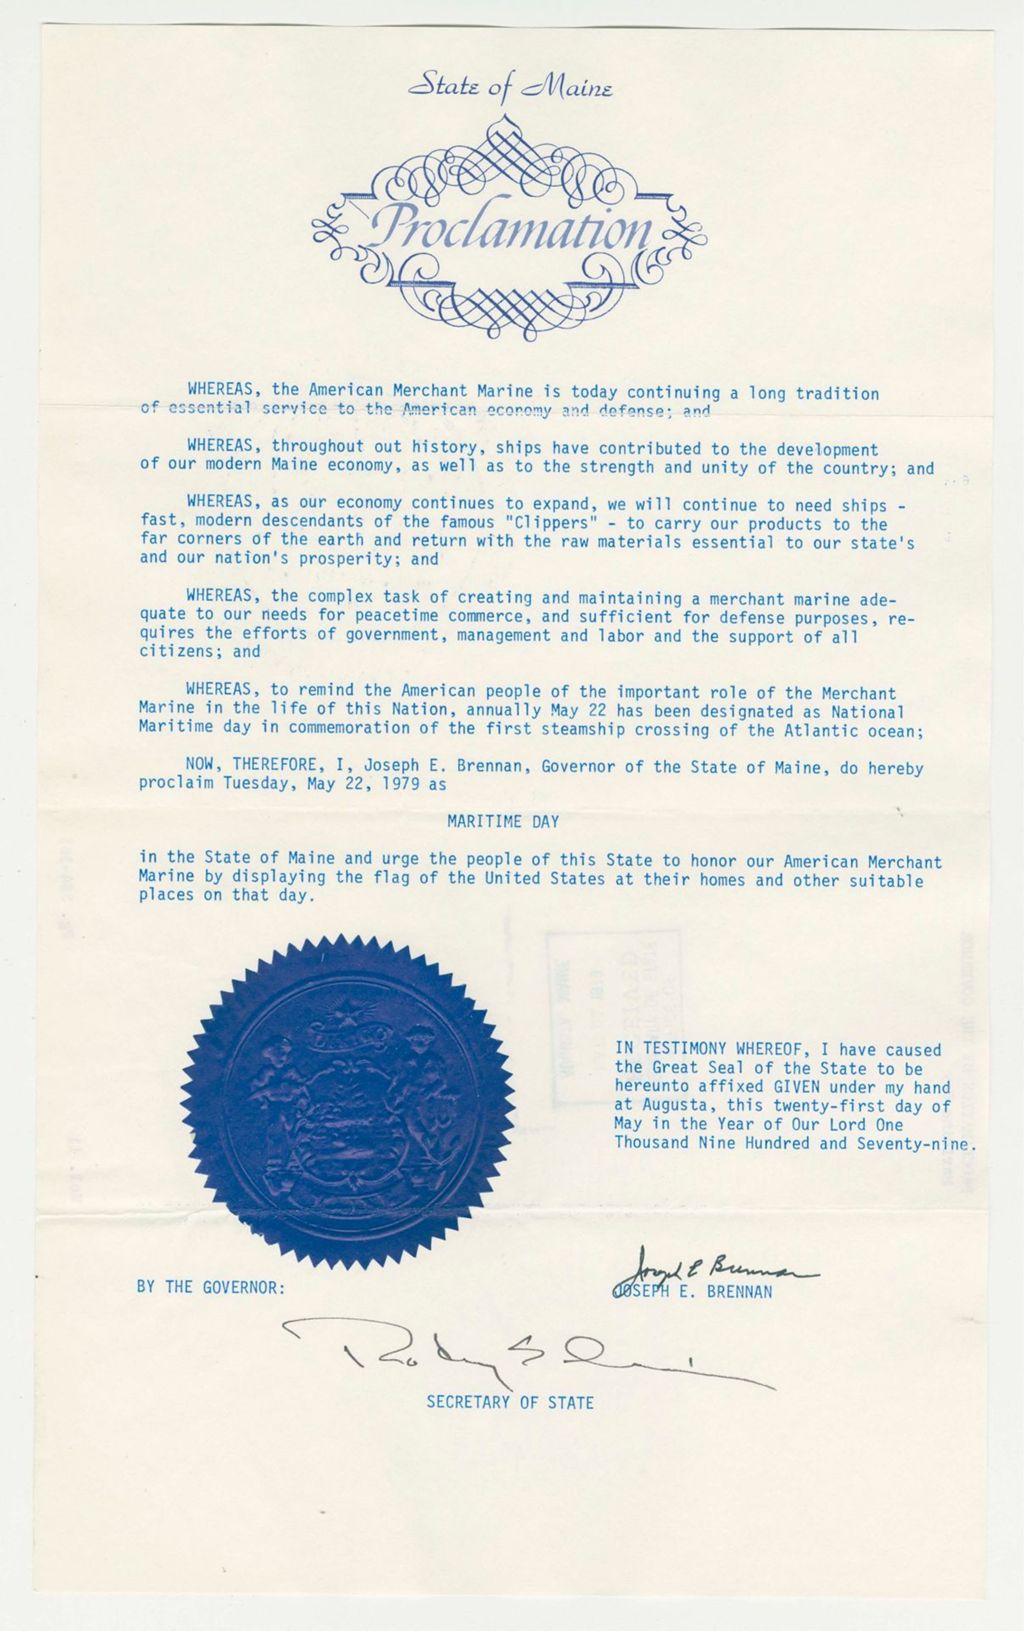 State of Maine
Proclamation
WHEREAS, the American Merchant Marine is today continuing a long tradition
of essential service to the American economy and defense; and
WHEREAS, throughout out history, ships have contributed to the development
of our modern Maine economy, as well as to the strength and unity of the country; and
WHEREAS, as our economy continues to expand, we will continue to need ships -
fast, modern descendants of the famous "Clippers" - to carry our products to the
far corners of the earth and return with the raw materials essential to our state's
and our nation's prosperity; and
WHEREAS, the complex task of creating and maintaining a merchant marine ade-
quate to our needs for peacetime commerce, and sufficient for defense purposes, re-
quires the efforts of government, management and labor and the support of all
citizens; and
WHEREAS, to remind the American people of the important role of the Merchant
Marine in the life of this Nation, annually May 22 has been designated as National
Maritime day in commemoration of the first steamship crossing of the Atlantic ocean;
NOW, THEREFORE, I, Joseph E. Brennan, Governor of the State of Maine, do hereby
proclaim Tuesday, May 22, 1979 as
MARITIME DAY
in the State of Maine and urge the people of this State to honor our American Merchant
Marine by displaying the flag of the United States at their homes and other suitable
places on that day.
IN TESTIMONY WHEREOF, I have caused
the Great Seal of the State to be
hereunto affixed GIVEN under my hand
at Augusta, this twenty-first day of
May in the Year of Our Lord One
Thousand Nine Hundred and Seventy-nine.
Joseph E Brennan
BY THE GOVERNOR:
JOSEPH E. BRENNAN
SECRETARY OF STATE